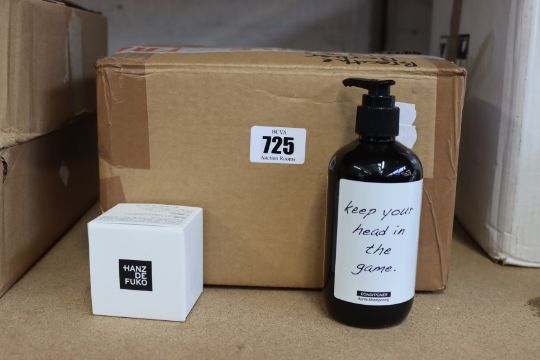 BCVA
725
Auction Rooms
HANZ
DE
FUKO
keep your
head in
the
game.
CONDITIONER